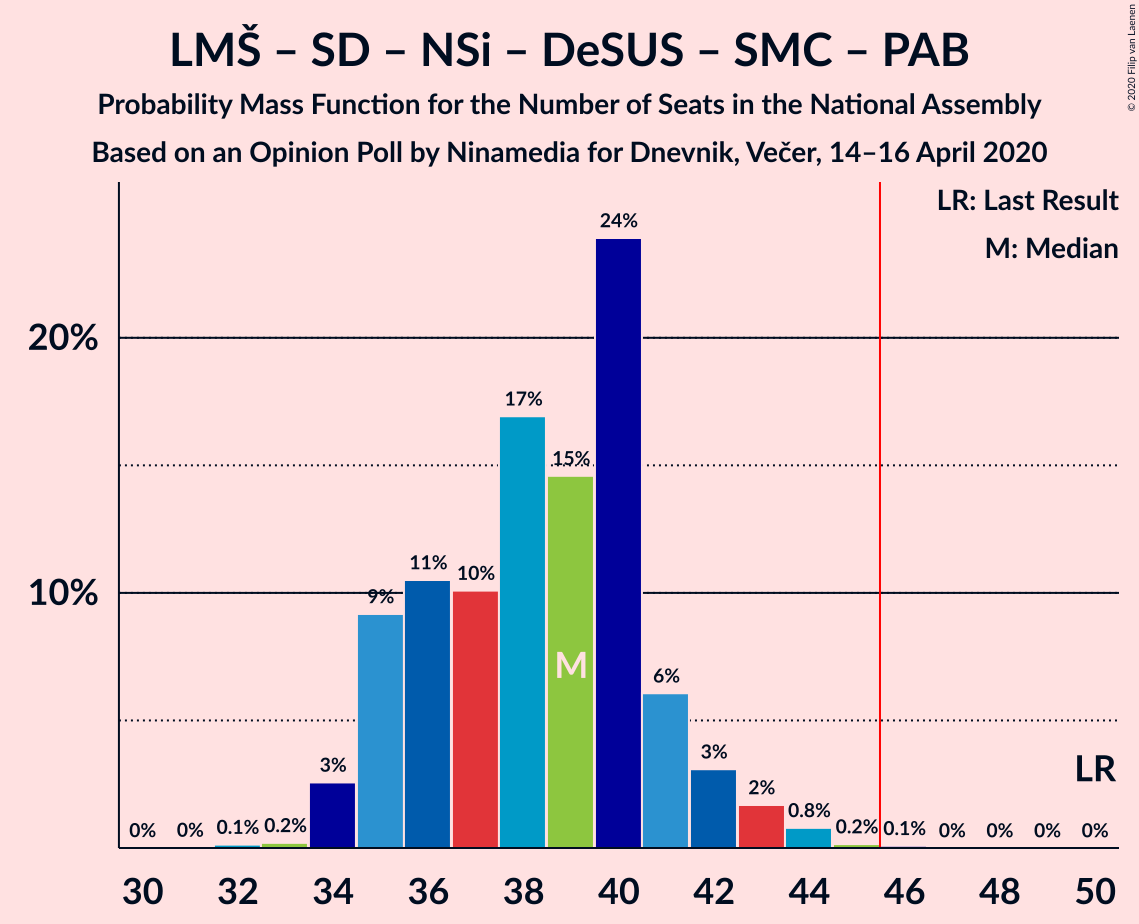 LMŠ – SD – NSi – DeSUS – SMC – PAB
Probability Mass Function for the Number of Seats in the National Assembly
Based on an Opinion Poll by Ninamedia for Dnevnik, Večer, 14–16 April 2020
© 2020 Filip van Laenen
LR: Last Result
M: Median
20%
10%
0%
0%
0.1%
0.2%
3%
9%
11%
10%
17%
15%
24%
6%
3%
2%
0.8%
0.2%
0.1%
0%
0%
0%
0%
M
LR
30 32 34 36 38 40 42 44 46 48 50